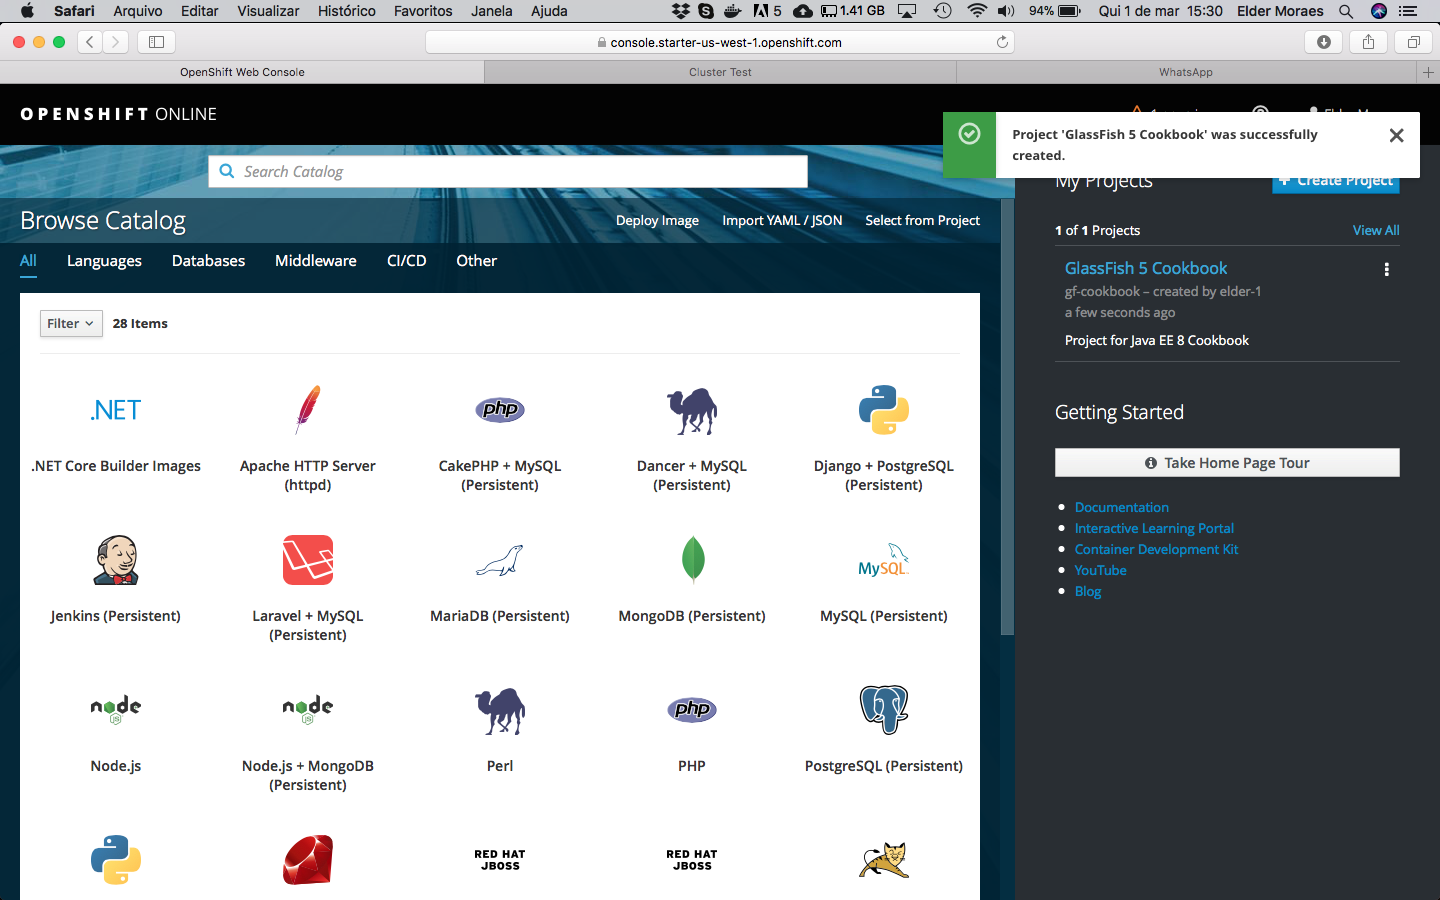 Safari Arquivo Editar Visualizar Histórico Favoritos Janela Ajuda 5 1.41 GB 94% Qui 1 de mar 15:30 Elder Moraes
console.starter-us-west-1.openshift.com
OpenShift Web Console Cluster Test WhatsApp
OPENSHIFT ONLINE
Project 'GlassFish 5 Cookbook' was successfully
created.
Search Catalog
My Projects Create Project
Browse Catalog Deploy Image Import YAML / JSON Select from Project
1 of 1 Projects View All
All Languages Databases Middleware CI/CD Other
GlassFish 5 Cookbook
gf-cookbook – created by elder-1
a few seconds ago
Project for Java EE 8 Cookbook
Filter 28 Items
Getting Started
Take Home Page Tour
Documentation
Interactive Learning Portal
Container Development Kit
YouTube
Blog
.NET
php
.NET Core Builder Images
Apache HTTP Server
(httpd)
CakePHP + MySQL
(Persistent)
Dancer + MySQL
(Persistent)
Django + PostgreSQL
(Persistent)
MySQL
Jenkins (Persistent)
Laravel + MySQL
(Persistent)
MariaDB (Persistent)
MongoDB (Persistent)
MySQL (Persistent)
node
JS
node
JS
php
Node.js
Node.js + MongoDB
(Persistent)
Perl
PHP
PostgreSQL (Persistent)
RED HAT
JBOSS
RED HAT
JBOSS